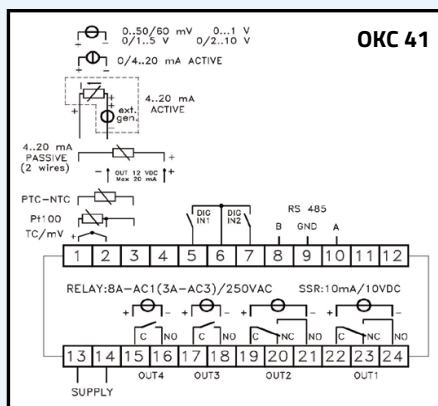 OKC 41
0..50/60 mV 0...1 V
0/1..5 V 0/2..10 V
0/4..20 mA ACTIVE
ext. gen.
4..20 mA ACTIVE
4..20 mA PASSIVE (2 wires)
OUT 12 VDC
Max 20 mA
PTC-NTC
Pt100
TC/mV
DIG IN1
DIG IN2
RS 485
B GND A
1 2 3 4 5 6 7 8 9 10 11 12
RELAY:8A-AC1(3A-AC3)/250VAC SSR:10mA/10VDC
C NO C NO C NC NO C NC NO
13 14 15 16 17 18 19 20 21 22 23 24
SUPPLY
OUT4 OUT3 OUT2 OUT1